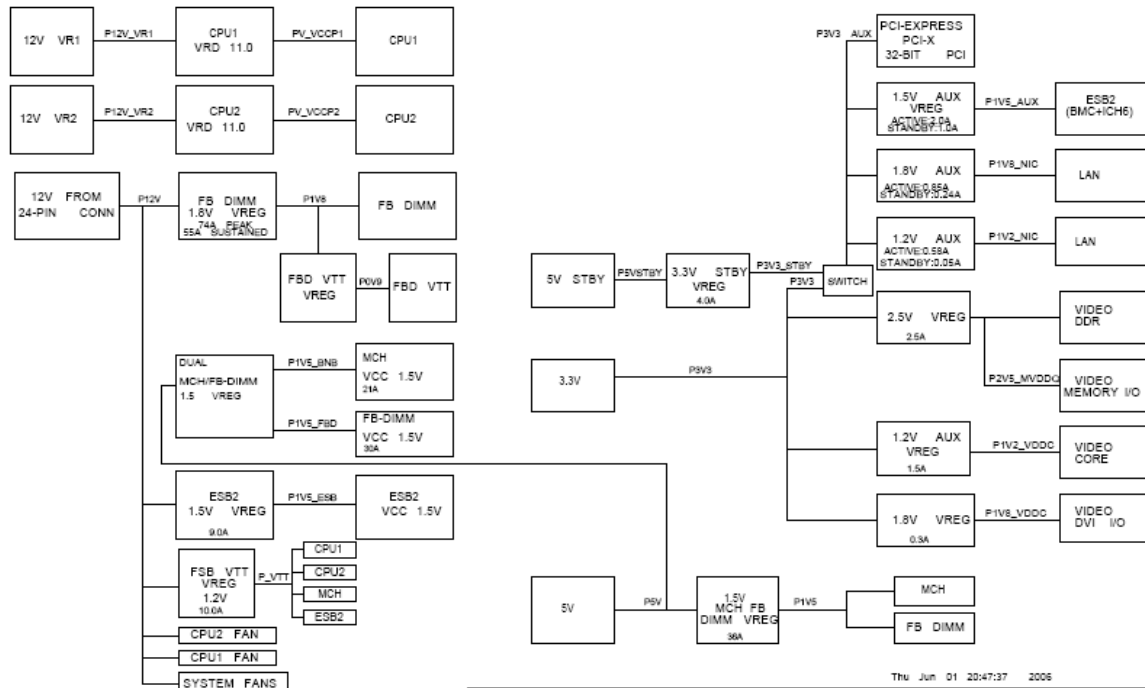 12V VR1
P12V_VR1
CPU1
VRD 11.0
PV_VCCP1
CPU1
12V VR2
P12V_VR2
CPU2
VRD 11.0
PV_VCCP2
CPU2
12V FROM
24-PIN CONN
P12V
FB DIMM
1.8V VREG
74A PEAK
55A SUSTAINED
P1V8
FB DIMM
FBD VTT
VREG
P0V9
FBD VTT
DUAL
MCH/FB-DIMM
1.5 VREG
P1V5_BNB
MCH
VCC 1.5V
21A
P1V5_FBD
FB-DIMM
VCC 1.5V
30A
ESB2
1.5V VREG
9.0A
P1V5_ESB
ESB2
VCC 1.5V
FSB VTT
VREG
1.2V
10.0A
P_VTT
CPU1
CPU2
MCH
ESB2
CPU2 FAN
CPU1 FAN
SYSTEM FANS
P3V3 AUX
PCI-EXPRESS
PCI-X
32-BIT PCI
1.5V AUX
VREG
ACTIVE:2.0A
STANDBY:1.0A
P1V5_AUX
ESB2
(BMC+ICH6)
1.8V AUX
ACTIVE:0.85A
STANDBY:0.24A
P1V8_NIC
LAN
1.2V AUX
ACTIVE:0.58A
STANDBY:0.05A
P1V2_NIC
LAN
5V STBY
P5VSTBY
3.3V STBY
VREG
4.0A
P3V3_STBY
P3V3
SWITCH
2.5V VREG
2.5A
VIDEO
DDR
3.3V
P3V3
P2V5_MVDDQ
VIDEO
MEMORY I/O
1.2V AUX
VREG
1.5A
P1V2_VDDC
VIDEO
CORE
1.8V VREG
0.3A
P1V8_VDDC
VIDEO
DVI I/O
5V
P5V
1.5V
MCH FB
DIMM VREG
36A
P1V5
MCH
FB DIMM
Thu Jun 01 20:47:37 2006